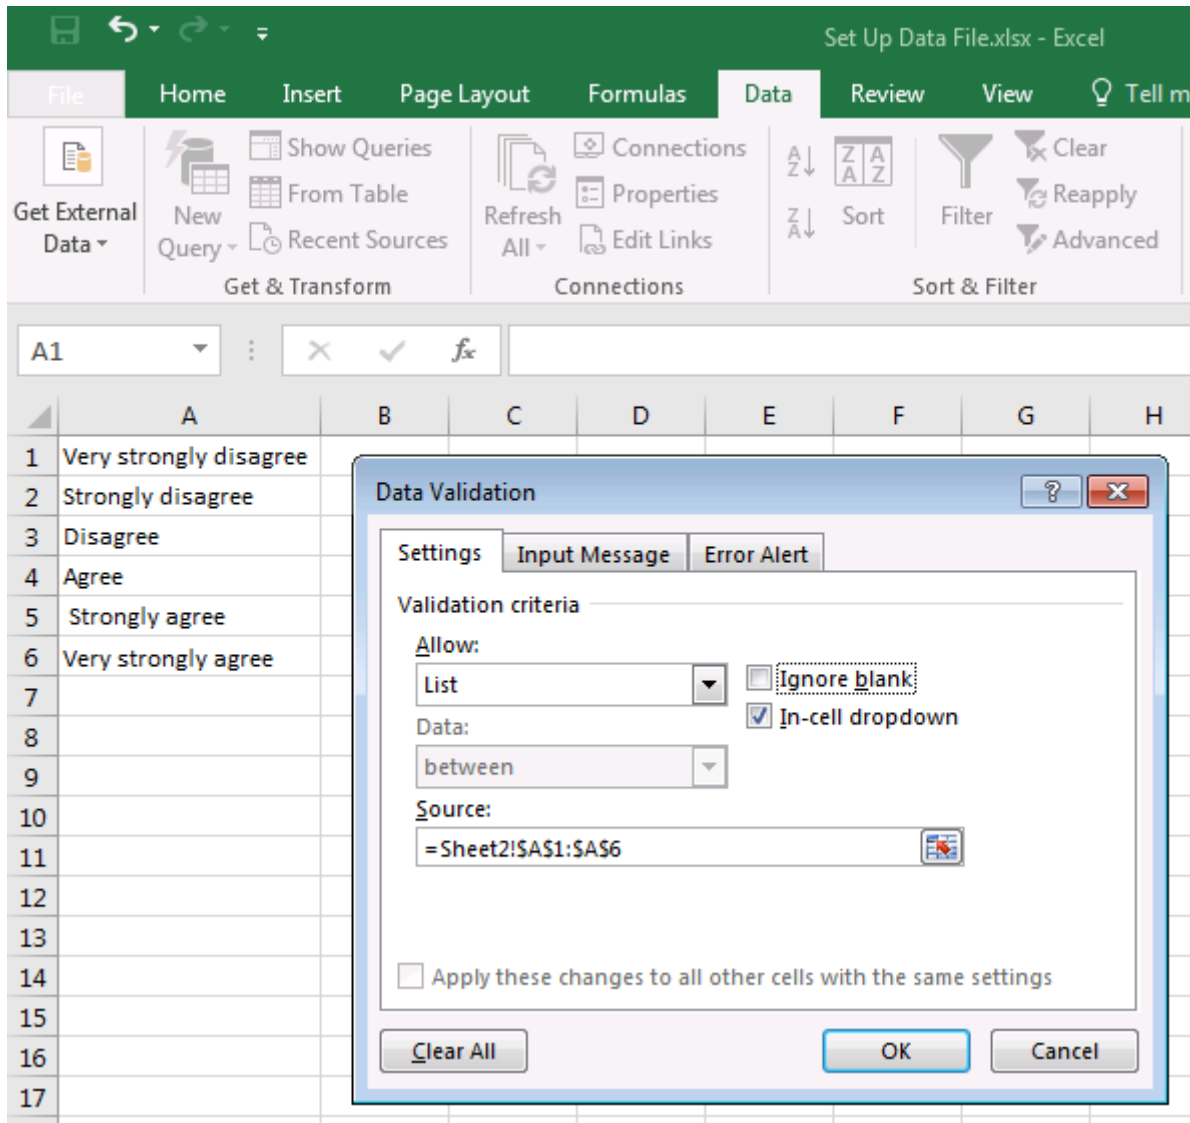 Set Up Data File.xlsx - Excel
File Home Insert Page Layout Formulas Data Review View Tell m
Get External Data
New Query
Show Queries
From Table
Recent Sources
Get & Transform
Refresh All
Connections
Properties
Edit Links
Connections
A Z
Z A
Z A A Z
Sort
Filter
Clear
Reapply
Advanced
Sort & Filter
A1 fx
A B C D E F G H
1 Very strongly disagree
2 Strongly disagree
3 Disagree
4 Agree
5 Strongly agree
6 Very strongly agree
7
8
9
10
11
12
13
14
15
16
17
Data Validation ?
Settings Input Message Error Alert
Validation criteria
Allow:
List Ignore blank
In-cell dropdown
Data:
between
Source:
=Sheet2!$A$1:$A$6
Apply these changes to all other cells with the same settings
Clear All OK Cancel